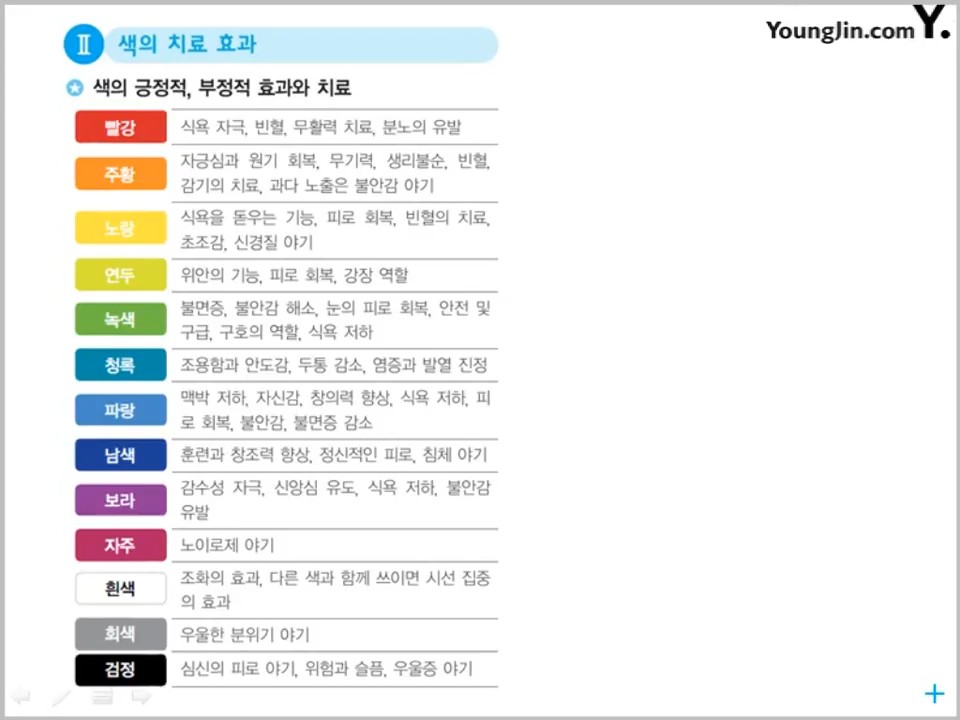 YoungJin.com Y.
Ⅱ 색의 치료 효과
색의 긍정적, 부정적 효과와 치료
빨강 식욕 자극, 빈혈, 무활력 치료, 분노의 유발
주황 자긍심과 원기 회복, 무기력, 생리불순, 빈혈,
감기의 치료, 과다 노출은 불안감 야기
노랑 식욕을 돋우는 기능, 피로 회복, 빈혈의 치료,
초조감, 신경질 야기
연두 위안의 기능, 피로 회복, 강장 역할
녹색 불면증, 불안감 해소, 눈의 피로 회복, 안전 및
구급, 구호의 역할, 식욕 저하
청록 조용함과 안도감, 두통 감소, 염증과 발열 진정
파랑 맥박 저하, 자신감, 창의력 향상, 식욕 저하, 피
로 회복, 불안감, 불면증 감소
남색 훈련과 창조력 향상, 정신적인 피로, 침체 야기
보라 감수성 자극, 신앙심 유도, 식욕 저하, 불안감
유발
자주 노이로제 야기
흰색 조화의 효과, 다른 색과 함께 쓰이면 시선 집중
의 효과
회색 우울한 분위기 야기
검정 심신의 피로 야기, 위험과 슬픔, 우울증 야기